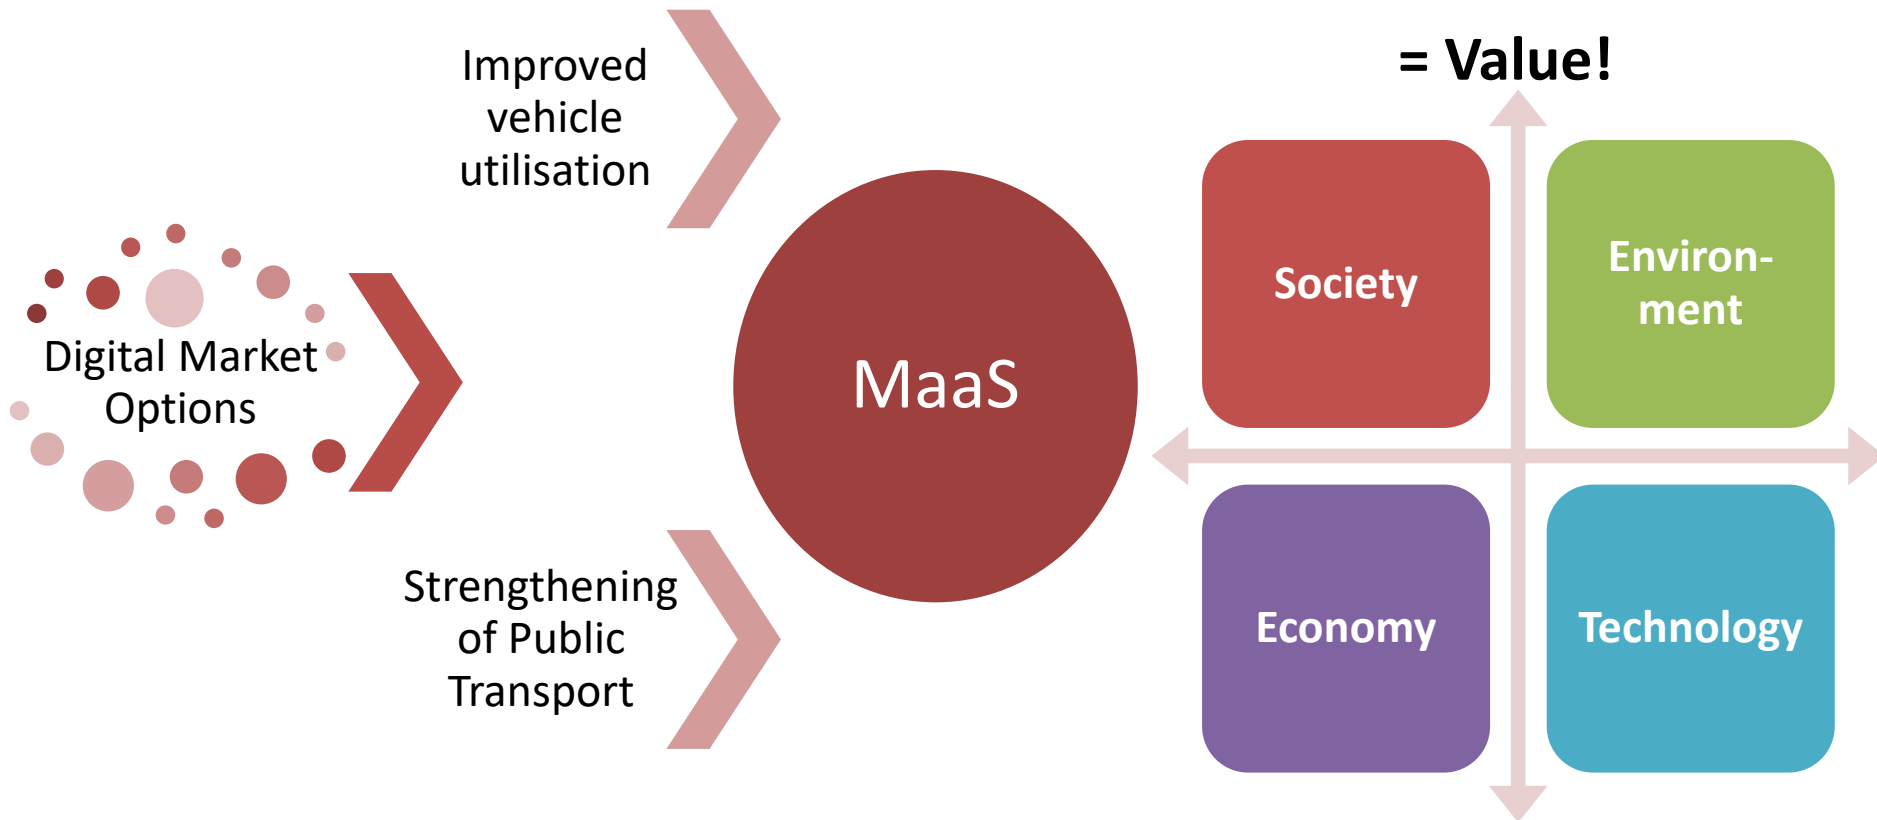 Digital Market
Options
Improved
vehicle
utilisation
Strengthening
of Public
Transport
MaaS
= Value!
Society
Environ-
ment
Economy
Technology